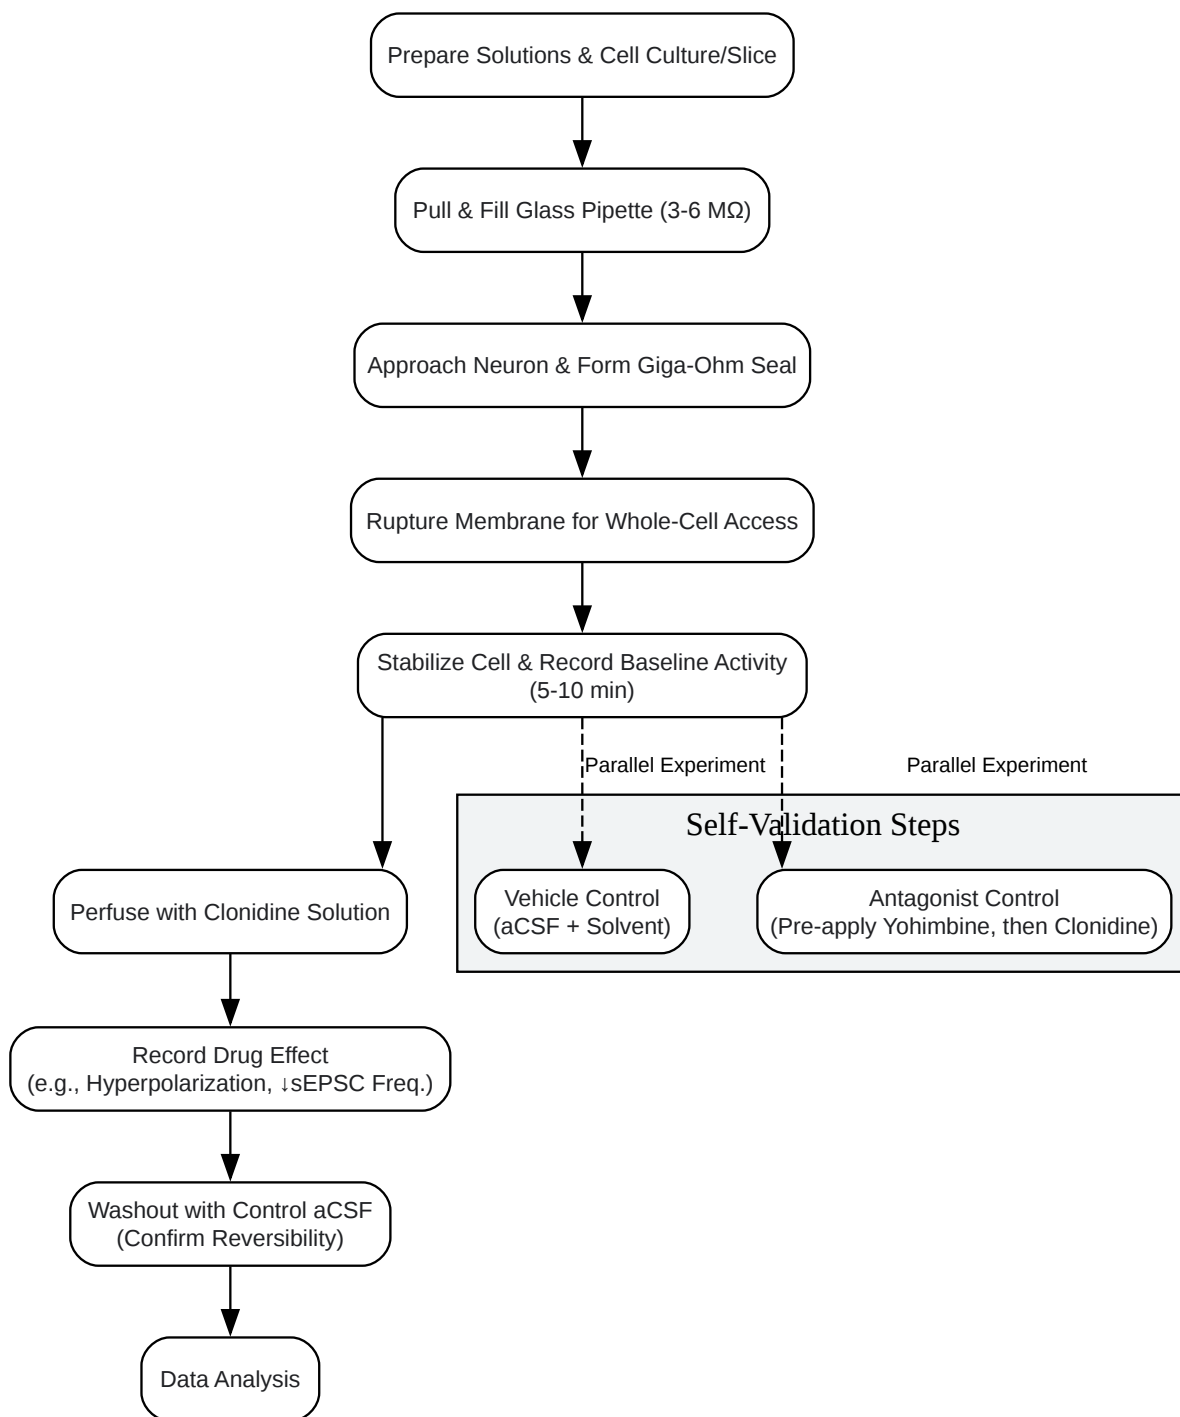 Prepare Solutions & Cell Culture/Slice
Pull & Fill Glass Pipette (3-6 MΩ)
Approach Neuron & Form Giga-Ohm Seal
Rupture Membrane for Whole-Cell Access
Stabilize Cell & Record Baseline Activity
(5-10 min)
Parallel Experiment
Parallel Experiment
Self-Validation Steps
Perfuse with Clonidine Solution
Vehicle Control
(aCSF + Solvent)
Antagonist Control
(Pre-apply Yohimbine, then Clonidine)
Record Drug Effect
(e.g., Hyperpolarization, ↓sEPSC Freq.)
Washout with Control aCSF
(Confirm Reversibility)
Data Analysis